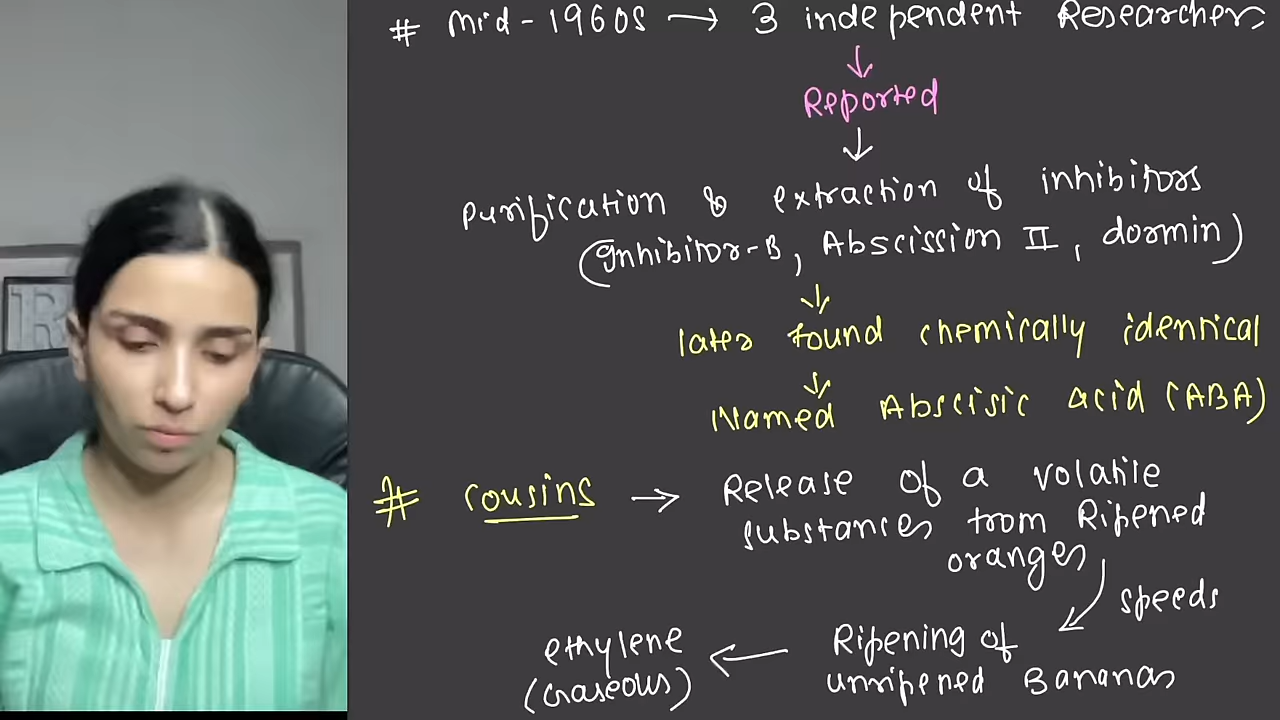 # Mid-1960s → 3 independent Researchers
↓
Reported
↓
Purification & extraction of inhibitors
(Inhibitor-B, Abscission II, dormin)
↓
later found chemically identical
↓
Named Abscisic acid (ABA)
# cousins → Release of a volatile
substances from Ripened
oranges
speeds
ethylene ← Ripening of
(Gaseous) unripened Bananas